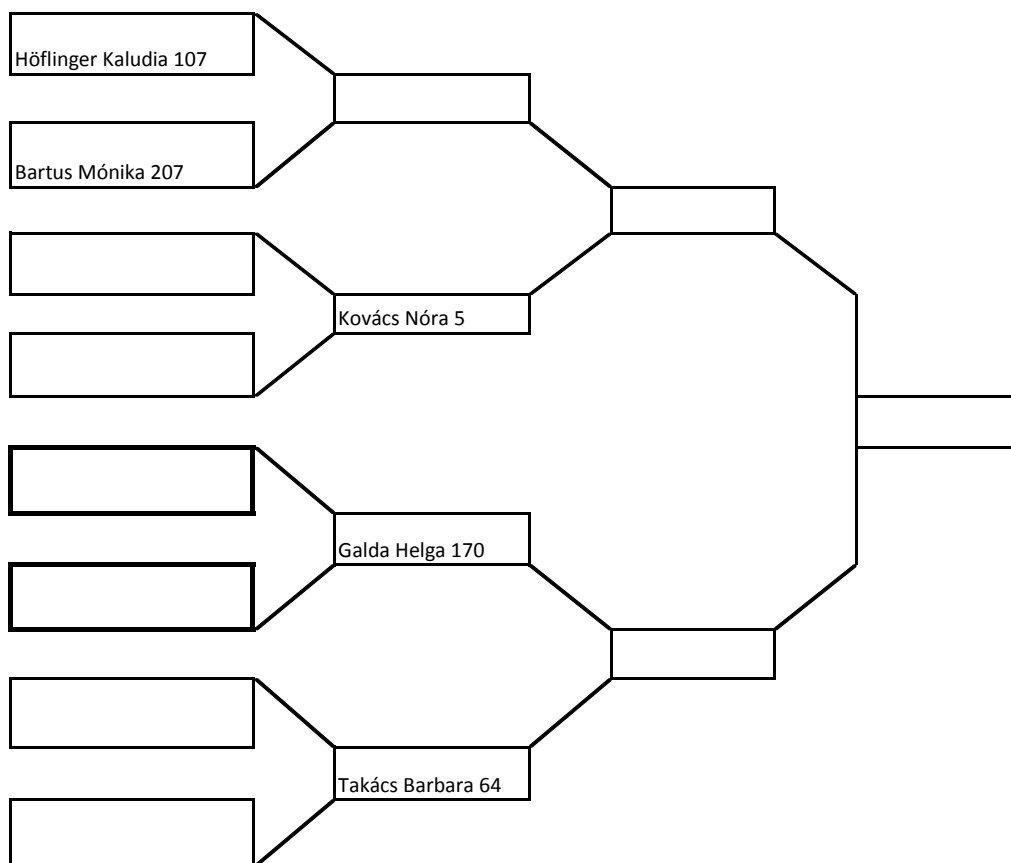 Höflinger Kaludia 107
Bartus Mónika 207
Kovács Nóra 5
Galda Helga 170
Takács Barbara 64